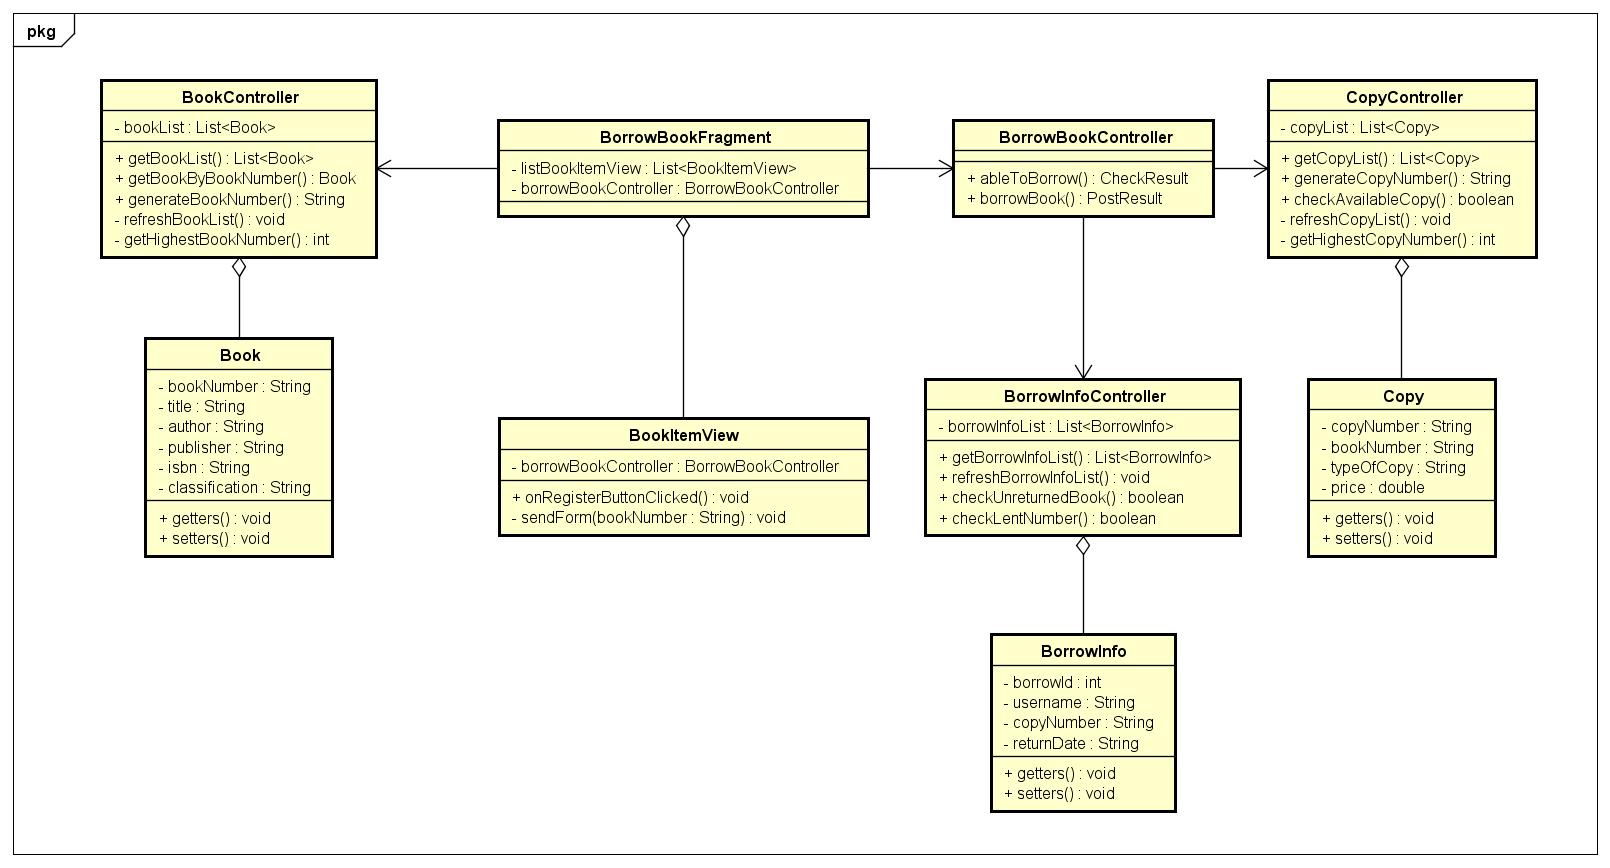 pkg
BookController
- bookList : List<Book>
+ getBookList() : List<Book>
+ getBookByBookNumber() : Book
+ generateBookNumber() : String
- refreshBookList() : void
- getHighestBookNumber() : int
BorrowBookFragment
- listBookItemView : List<BookItemView>
- borrowBookController : BorrowBookController
BorrowBookController
+ ableToBorrow() : CheckResult
+ borrowBook() : PostResult
CopyController
- copyList : List<Copy>
+ getCopyList() : List<Copy>
+ generateCopyNumber() : String
+ checkAvailableCopy() : boolean
- refreshCopyList() : void
- getHighestCopyNumber() : int
Book
- bookNumber : String
- title : String
- author : String
- publisher : String
- isbn : String
- classification : String
+ getters() : void
+ setters() : void
BookItemView
- borrowBookController : BorrowBookController
+ onRegisterButtonClicked() : void
- sendForm(bookNumber : String) : void
BorrowInfoController
- borrowInfoList : List<BorrowInfo>
+ getBorrowInfoList() : List<BorrowInfo>
+ refreshBorrowInfoList() : void
+ checkUnreturnedBook() : boolean
+ checkLentNumber() : boolean
Copy
- copyNumber : String
- bookNumber : String
- typeOfCopy : String
- price : double
+ getters() : void
+ setters() : void
BorrowInfo
- borrowId : int
- username : String
- copyNumber : String
- returnDate : String
+ getters() : void
+ setters() : void